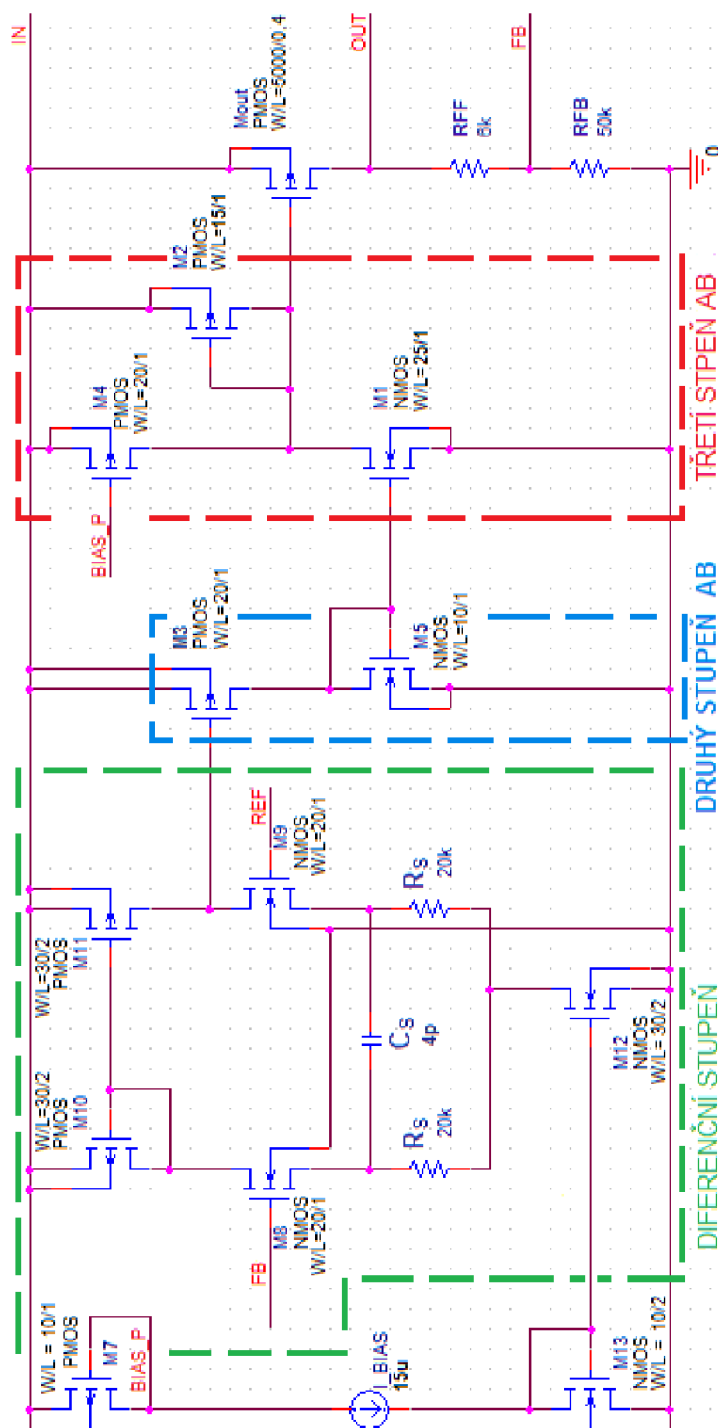 IN
OUT
FB
Mout
PMOS
W/L=5000/0.4
RFF
6k
RFB
50k
0
M2
PMOS
W/L=15/1
M4
PMOS
W/L=20/1
BIAS_P
M1
NMOS
W/L=25/1
TŘETÍ STPEŇ AB
M3
PMOS
W/L=20/1
M5
NMOS
W/L=10/1
DRUHÝ STUPEŇ AB
W/L=30/2
PMOS
M11
REF
M9
NMOS
W/L=20/1
RS
20k
W/L=30/2
PMOS
M10
CS
4p
FB
M8
NMOS
W/L=20/1
RS
20k
M12
NMOS
W/L= 30/2
DIFERENČNÍ STUPEŇ
W/L = 10/1
PMOS
M7
BIAS_P
I_BIAS
15u
M13
NMOS
W/L = 10/2